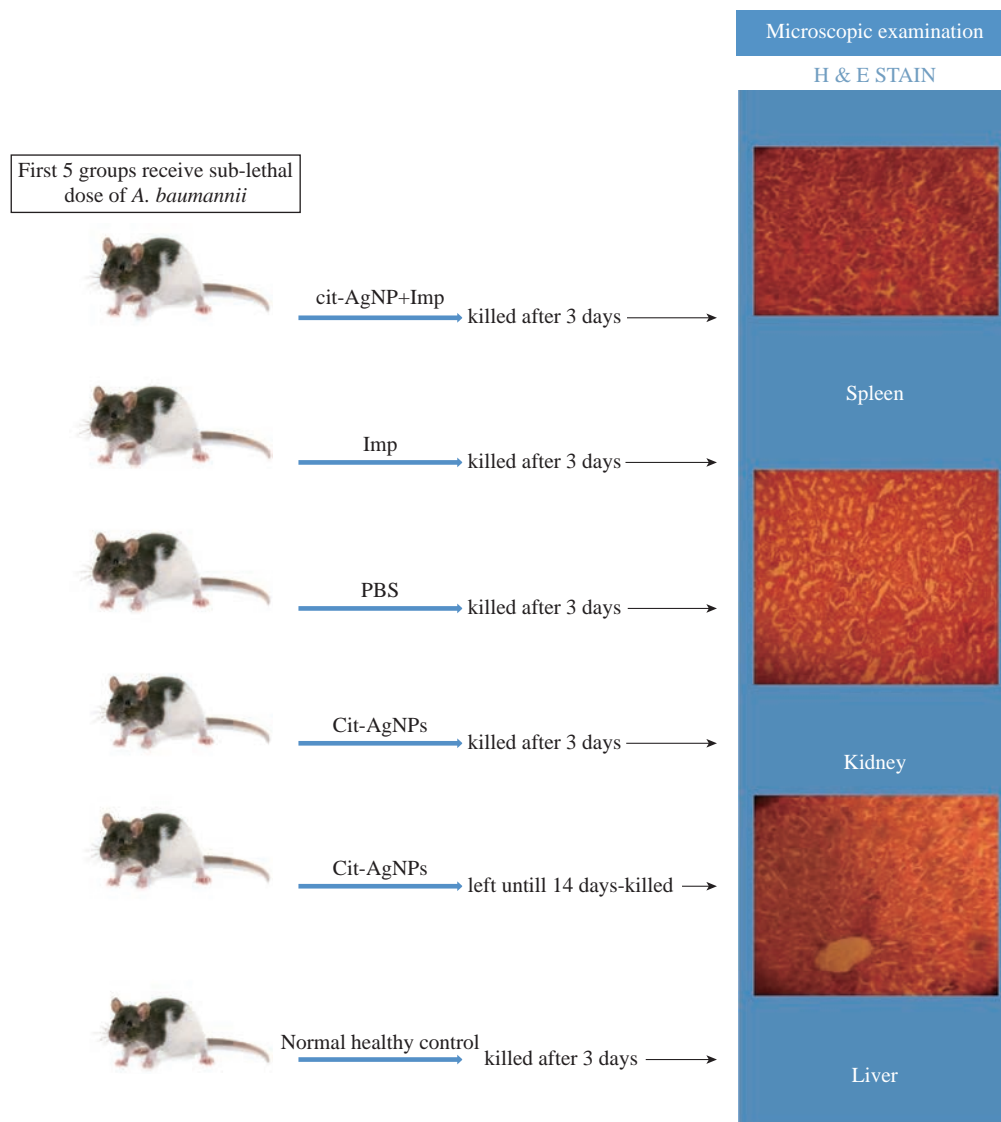 Microscopic examination
H & E STAIN
First 5 groups receive sub-lethal
dose of A. baumannii
cit-AgNP+Imp
killed after 3 days
Spleen
Imp
killed after 3 days
PBS
killed after 3 days
Cit-AgNPs
killed after 3 days
Kidney
Cit-AgNPs
left untill 14 days-killed
Normal healthy control
killed after 3 days
Liver